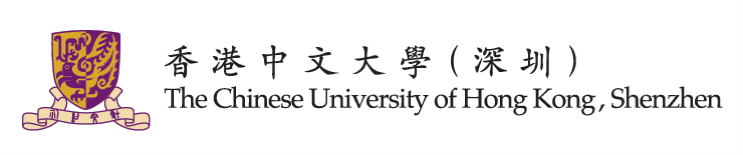 香港中文大學(深圳)
The Chinese University of Hong Kong, Shenzhen